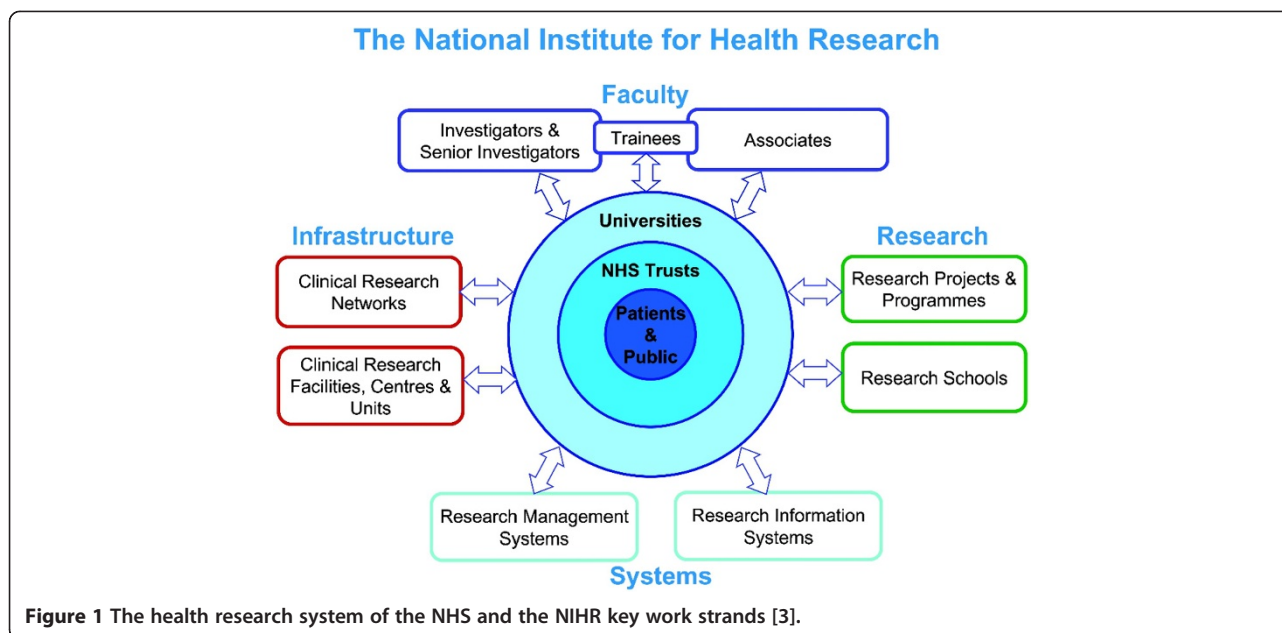 The National Institute for Health Research
Faculty
Investigators &
Senior Investigators
Trainees
Associates
Universities
Infrastructure
Research
NHS Trusts
Clinical Research
Networks
Research Projects &
Programmes
Patients
&
Public
Clinical Research
Facilities, Centres &
Units
Research Schools
Research Management
Systems
Research Information
Systems
Systems
Figure 1 The health research system of the NHS and the NIHR key work strands [3].